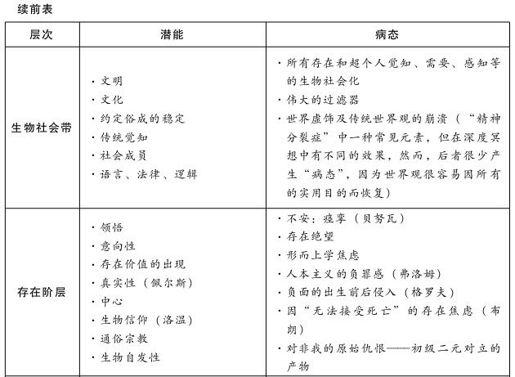 续前表
层次
潜能
病态
生物社会带
· 文明
· 文化
· 约定俗成的稳定
· 传统觉知
· 社会成员
· 语言、法律、逻辑
· 所有存在和超个人觉知、需要、感知等
的生物社会化
· 伟大的过滤器
· 世界虚饰及传统世界观的崩溃（“精神
分裂症”中一种常见元素，但在深度冥
想中有不同的效果，然而，后者很少产
生“病态”，因为世界观很容易因所有
的实用目的而恢复）
存在阶层
· 领悟
· 意向性
· 存在价值的出现
· 真实性（佩尔斯）
· 中心
· 生物信仰（洛温）
· 通俗宗教
· 生物自发性
· 不安：痙挛（贝努瓦）
· 存在绝望
· 形而上学焦虑
· 人本主义的负罪感（弗洛姆）
· 负面的出生前后侵入（格罗夫）
· 因“无法接受死亡”的存在焦虑（布
朗）
· 对非我的原始仇恨——初级二元对立的
产物